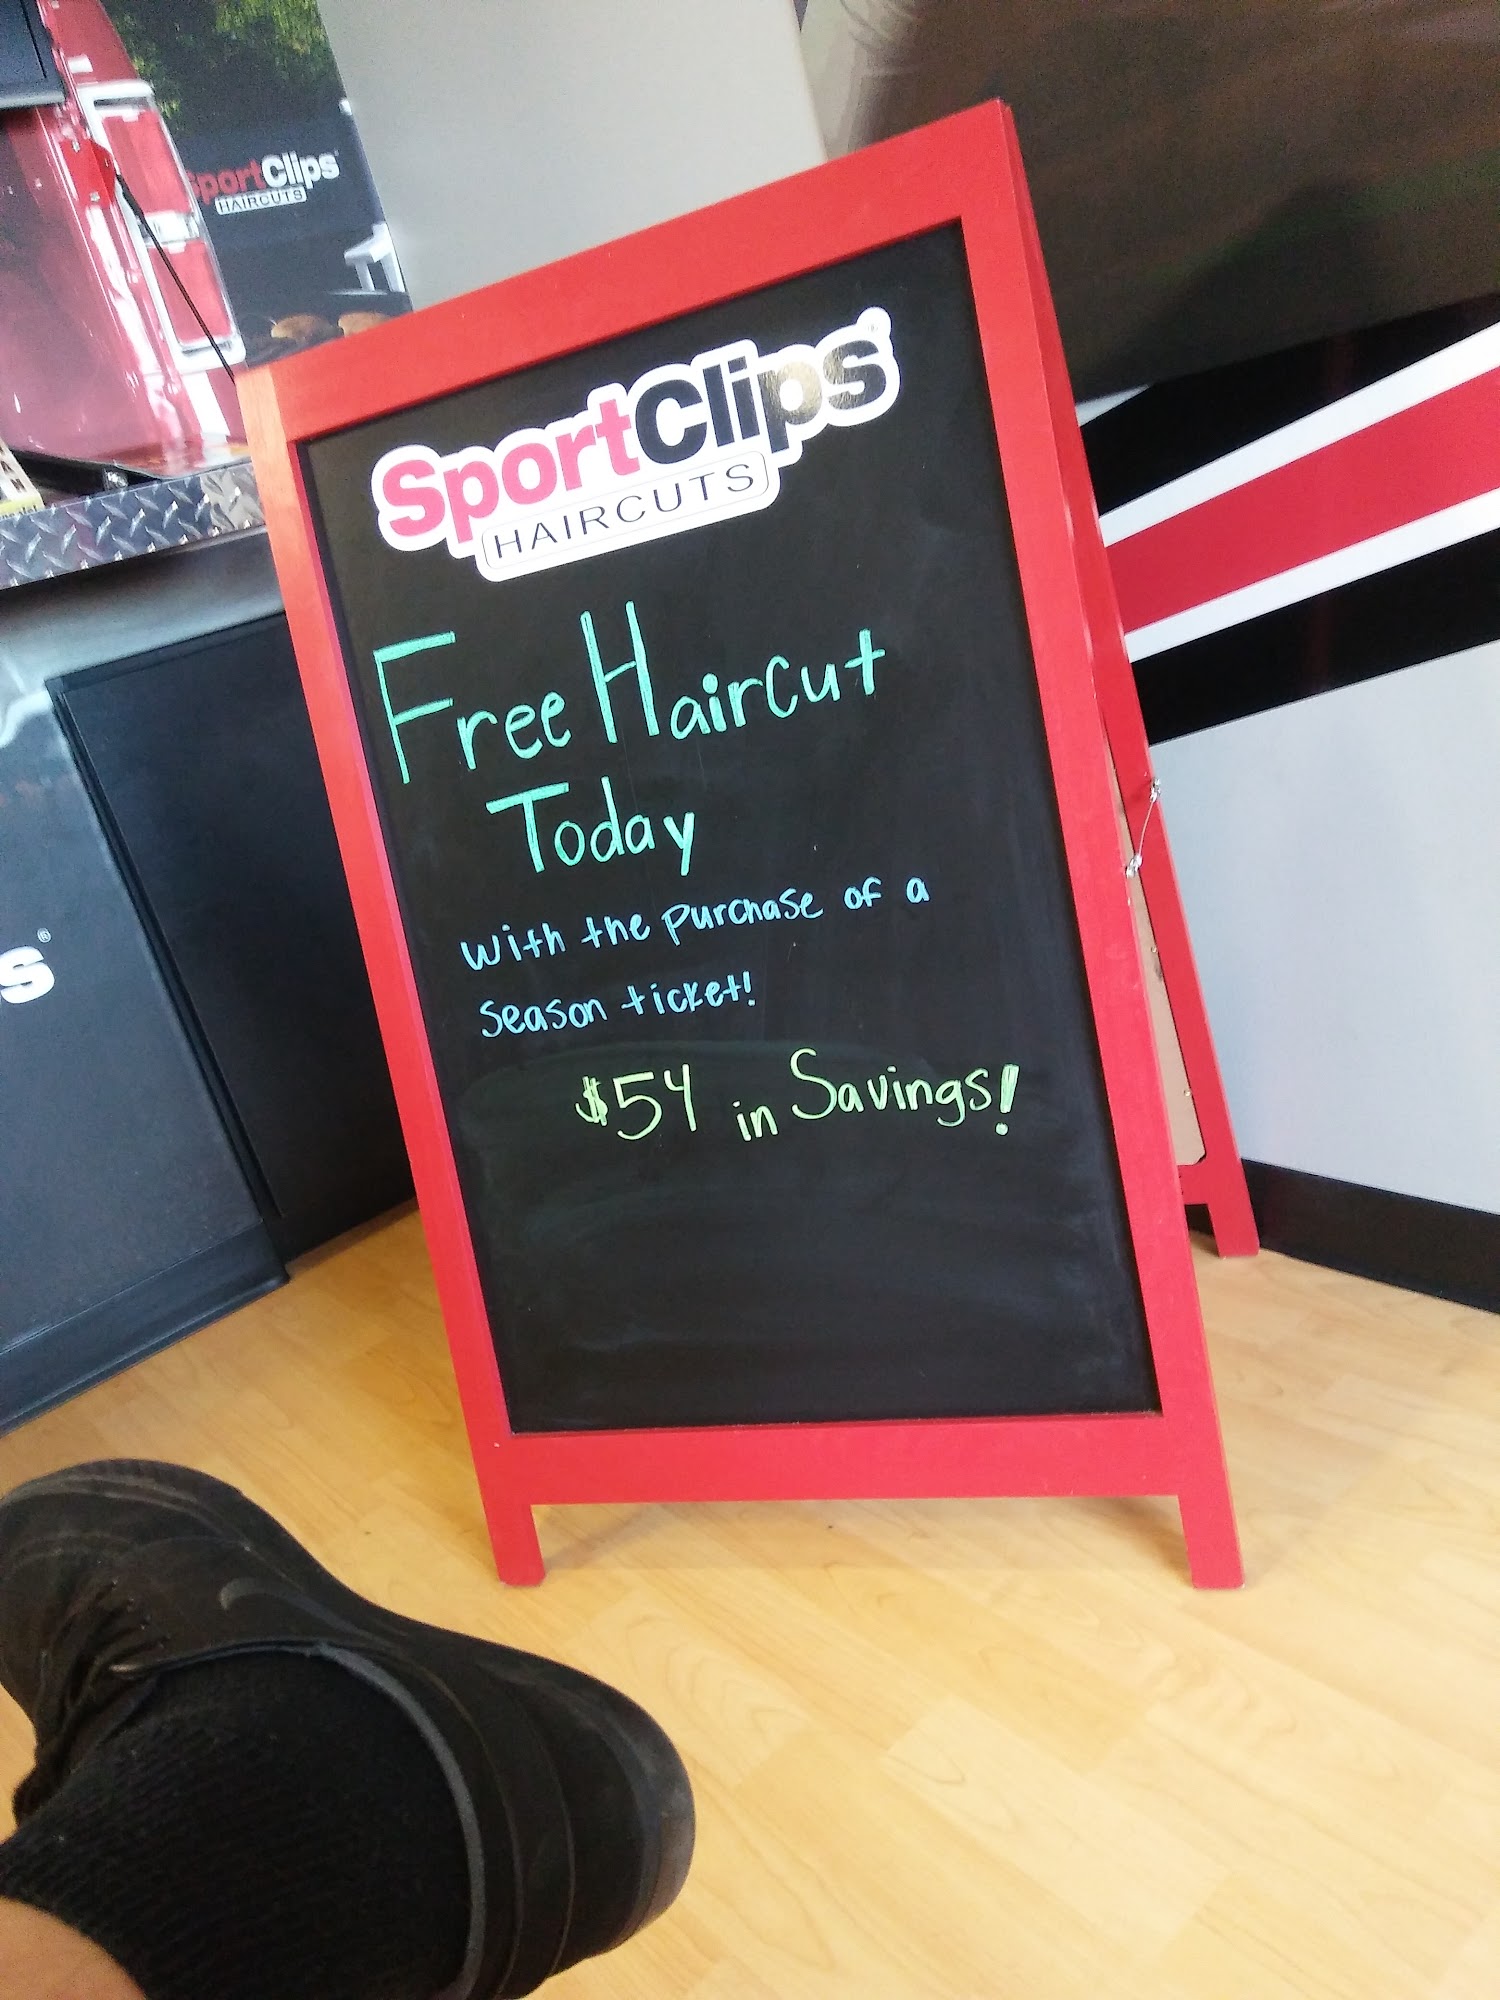 SportClips®
HAIRCUTS
SportClips®
HAIRCUTS
Free Haircut
Today
with the purchase of a
season ticket!
$54 in Savings!
s®